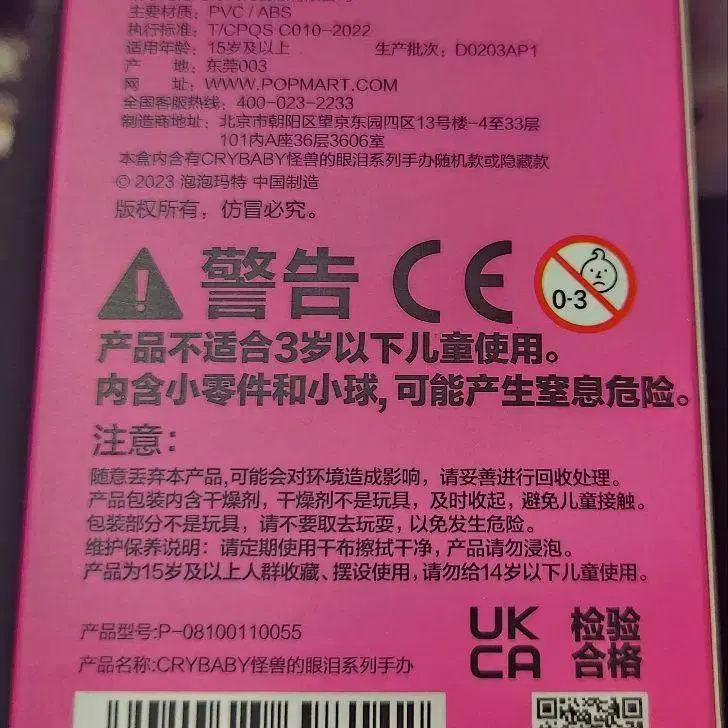 主要材质：PVC / ABS
执行标准：T/CPQS C010-2022
适用年龄：15岁及以上 生产批次：D0203AP1
产 地：东莞003
网 址：WWW.POPMART.COM
全国客服热线：400-023-2233
制造商地址：北京市朝阳区望京东园四区13号楼-4至33层
101内A座36层3606室
本盒内含有CRYBABY怪兽的眼泪系列手办随机款或隐藏款
© 2023 泡泡玛特 中国制造
版权所有，仿冒必究。
警告 CE 0-3
产品不适合3岁以下儿童使用。
内含小零件和小球，可能产生窒息危险。
注意：
随意丢弃本产品，可能会对环境造成影响，请妥善进行回收处理。
产品包装内含干燥剂，干燥剂不是玩具，及时收起，避免儿童接触。
包装部分不是玩具，请不要取去玩耍，以免发生危险。
维护保养说明：请定期使用干布擦拭干净，产品请勿浸泡。
产品为15岁及以上人群收藏、摆设使用，请勿给14岁以下儿童使用。
产品型号:P-08100110055
产品名称:CRYBABY怪兽的眼泪系列手办
UK
CA
检验
合格